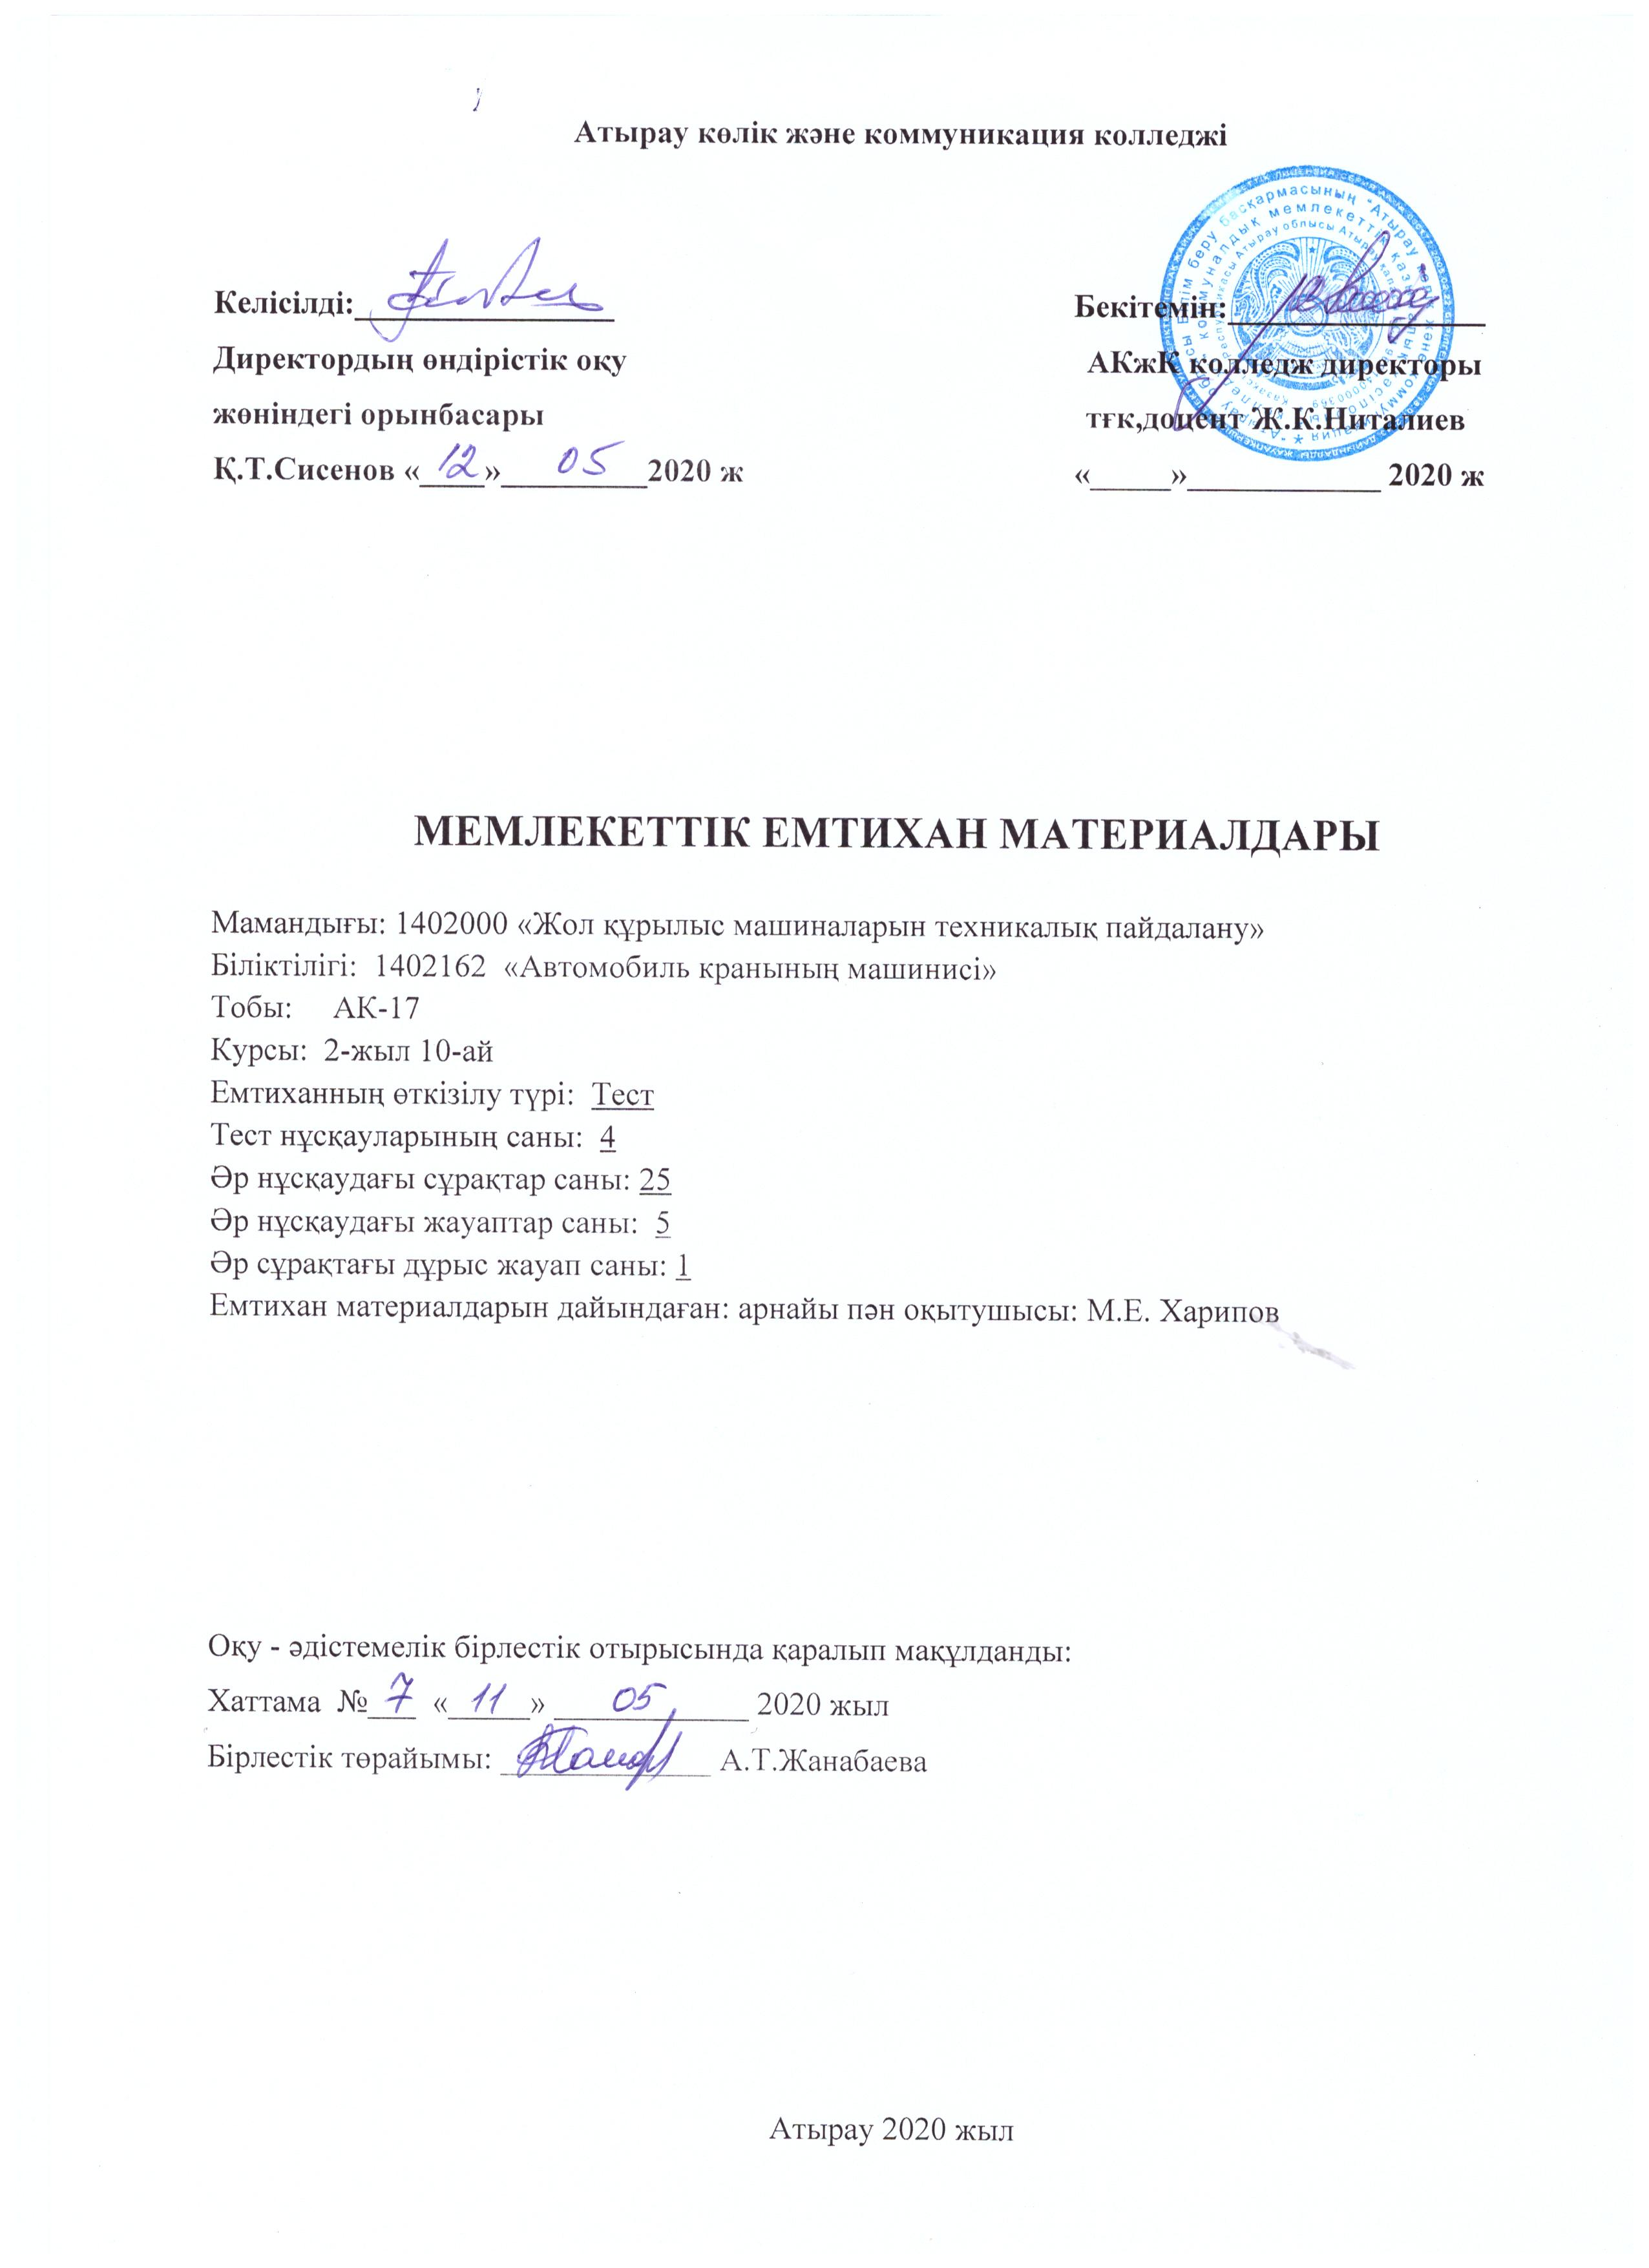 Атырау көлік және коммуникация колледжі
Келісілді:________________
Бекітемін:________________
Директордың өндірістік оқу
АКжК колледж директоры
жөніндегі орынбасары
тғк,доцент Ж.К.Ниталиев
Қ.Т.Сисенов «12» 05 2020 ж
«_____»____________ 2020 ж
МЕМЛЕКЕТТІК ЕМТИХАН МАТЕРИАЛДАРЫ
Мамандығы: 1402000 «Жол құрылыс машиналарын техникалық пайдалану»
Біліктілігі: 1402162 «Автомобиль кранының машинисі»
Тобы: АК-17
Курсы: 2-жыл 10-ай
Емтиханның өткізілу түрі: Тест
Тест нұсқауларының саны: 4
Әр нұсқаудағы сұрақтар саны: 25
Әр нұсқаудағы жауаптар саны: 5
Әр сұрақтағы дұрыс жауап саны: 1
Емтихан материалдарын дайындаған: арнайы пән оқытушысы: М.Е. Харипов
Оқу - әдістемелік бірлестік отырысында қаралып мақұлданды:
Хаттама № 7 «11» 05 2020 жыл
Бірлестік төрайымы: _____________ А.Т.Жанабаева
Атырау 2020 жыл